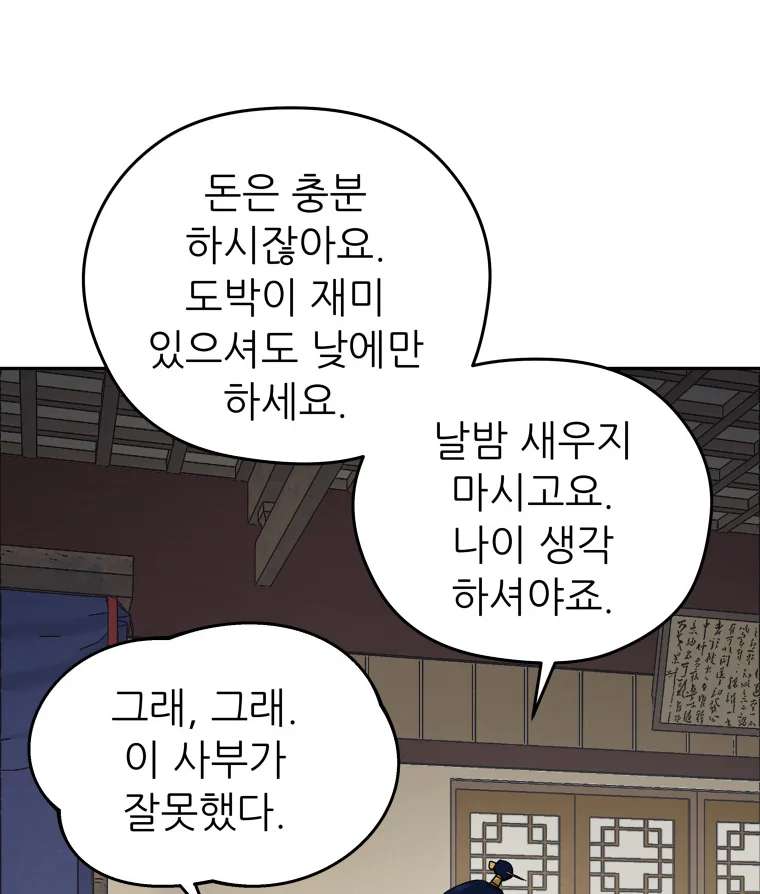 돈은 충분
하시잖아요.
도박이 재미
있으셔도 낮에만
하세요.
날밤 새우지
마시고요.
나이 생각
하셔야죠.
그래, 그래.
이 사부가
잘못했다.